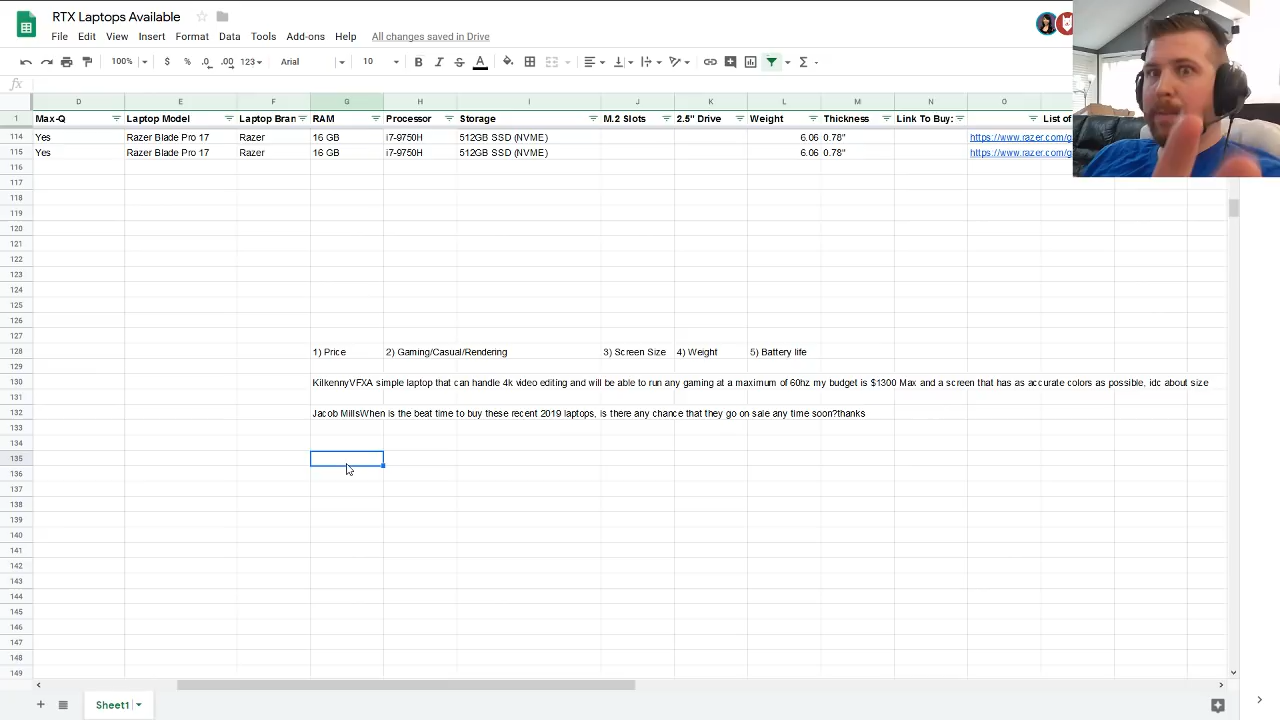 RTX Laptops Available
File Edit View Insert Format Data Tools Add-ons Help All changes saved in Drive
100% $ % .0 .00 123 Arial 10 B I S A
fx
D E F G H I J K L M N O
1 Max-Q Laptop Model Laptop Bran RAM Processor Storage M.2 Slots 2.5" Drive Weight Thickness Link To Buy: List of
114 Yes Razer Blade Pro 17 Razer 16 GB i7-9750H 512GB SSD (NVME) 6.06 0.78" https://www.razer.com/g
115 Yes Razer Blade Pro 17 Razer 16 GB i7-9750H 512GB SSD (NVME) 6.06 0.78" https://www.razer.com/g
116
117
118
119
120
121
122
123
124
125
126
127
128 1) Price 2) Gaming/Casual/Rendering 3) Screen Size 4) Weight 5) Battery life
129
130 KilkennyVFXA simple laptop that can handle 4k video editing and will be able to run any gaming at a maximum of 60hz my budget is $1300 Max and a screen that has as accurate colors as possible, idc about size
131
132 Jacob MillsWhen is the beat time to buy these recent 2019 laptops, is there any chance that they go on sale any time soon?thanks
133
134
135
136
137
138
139
140
141
142
143
144
145
146
147
148
149
Sheet1